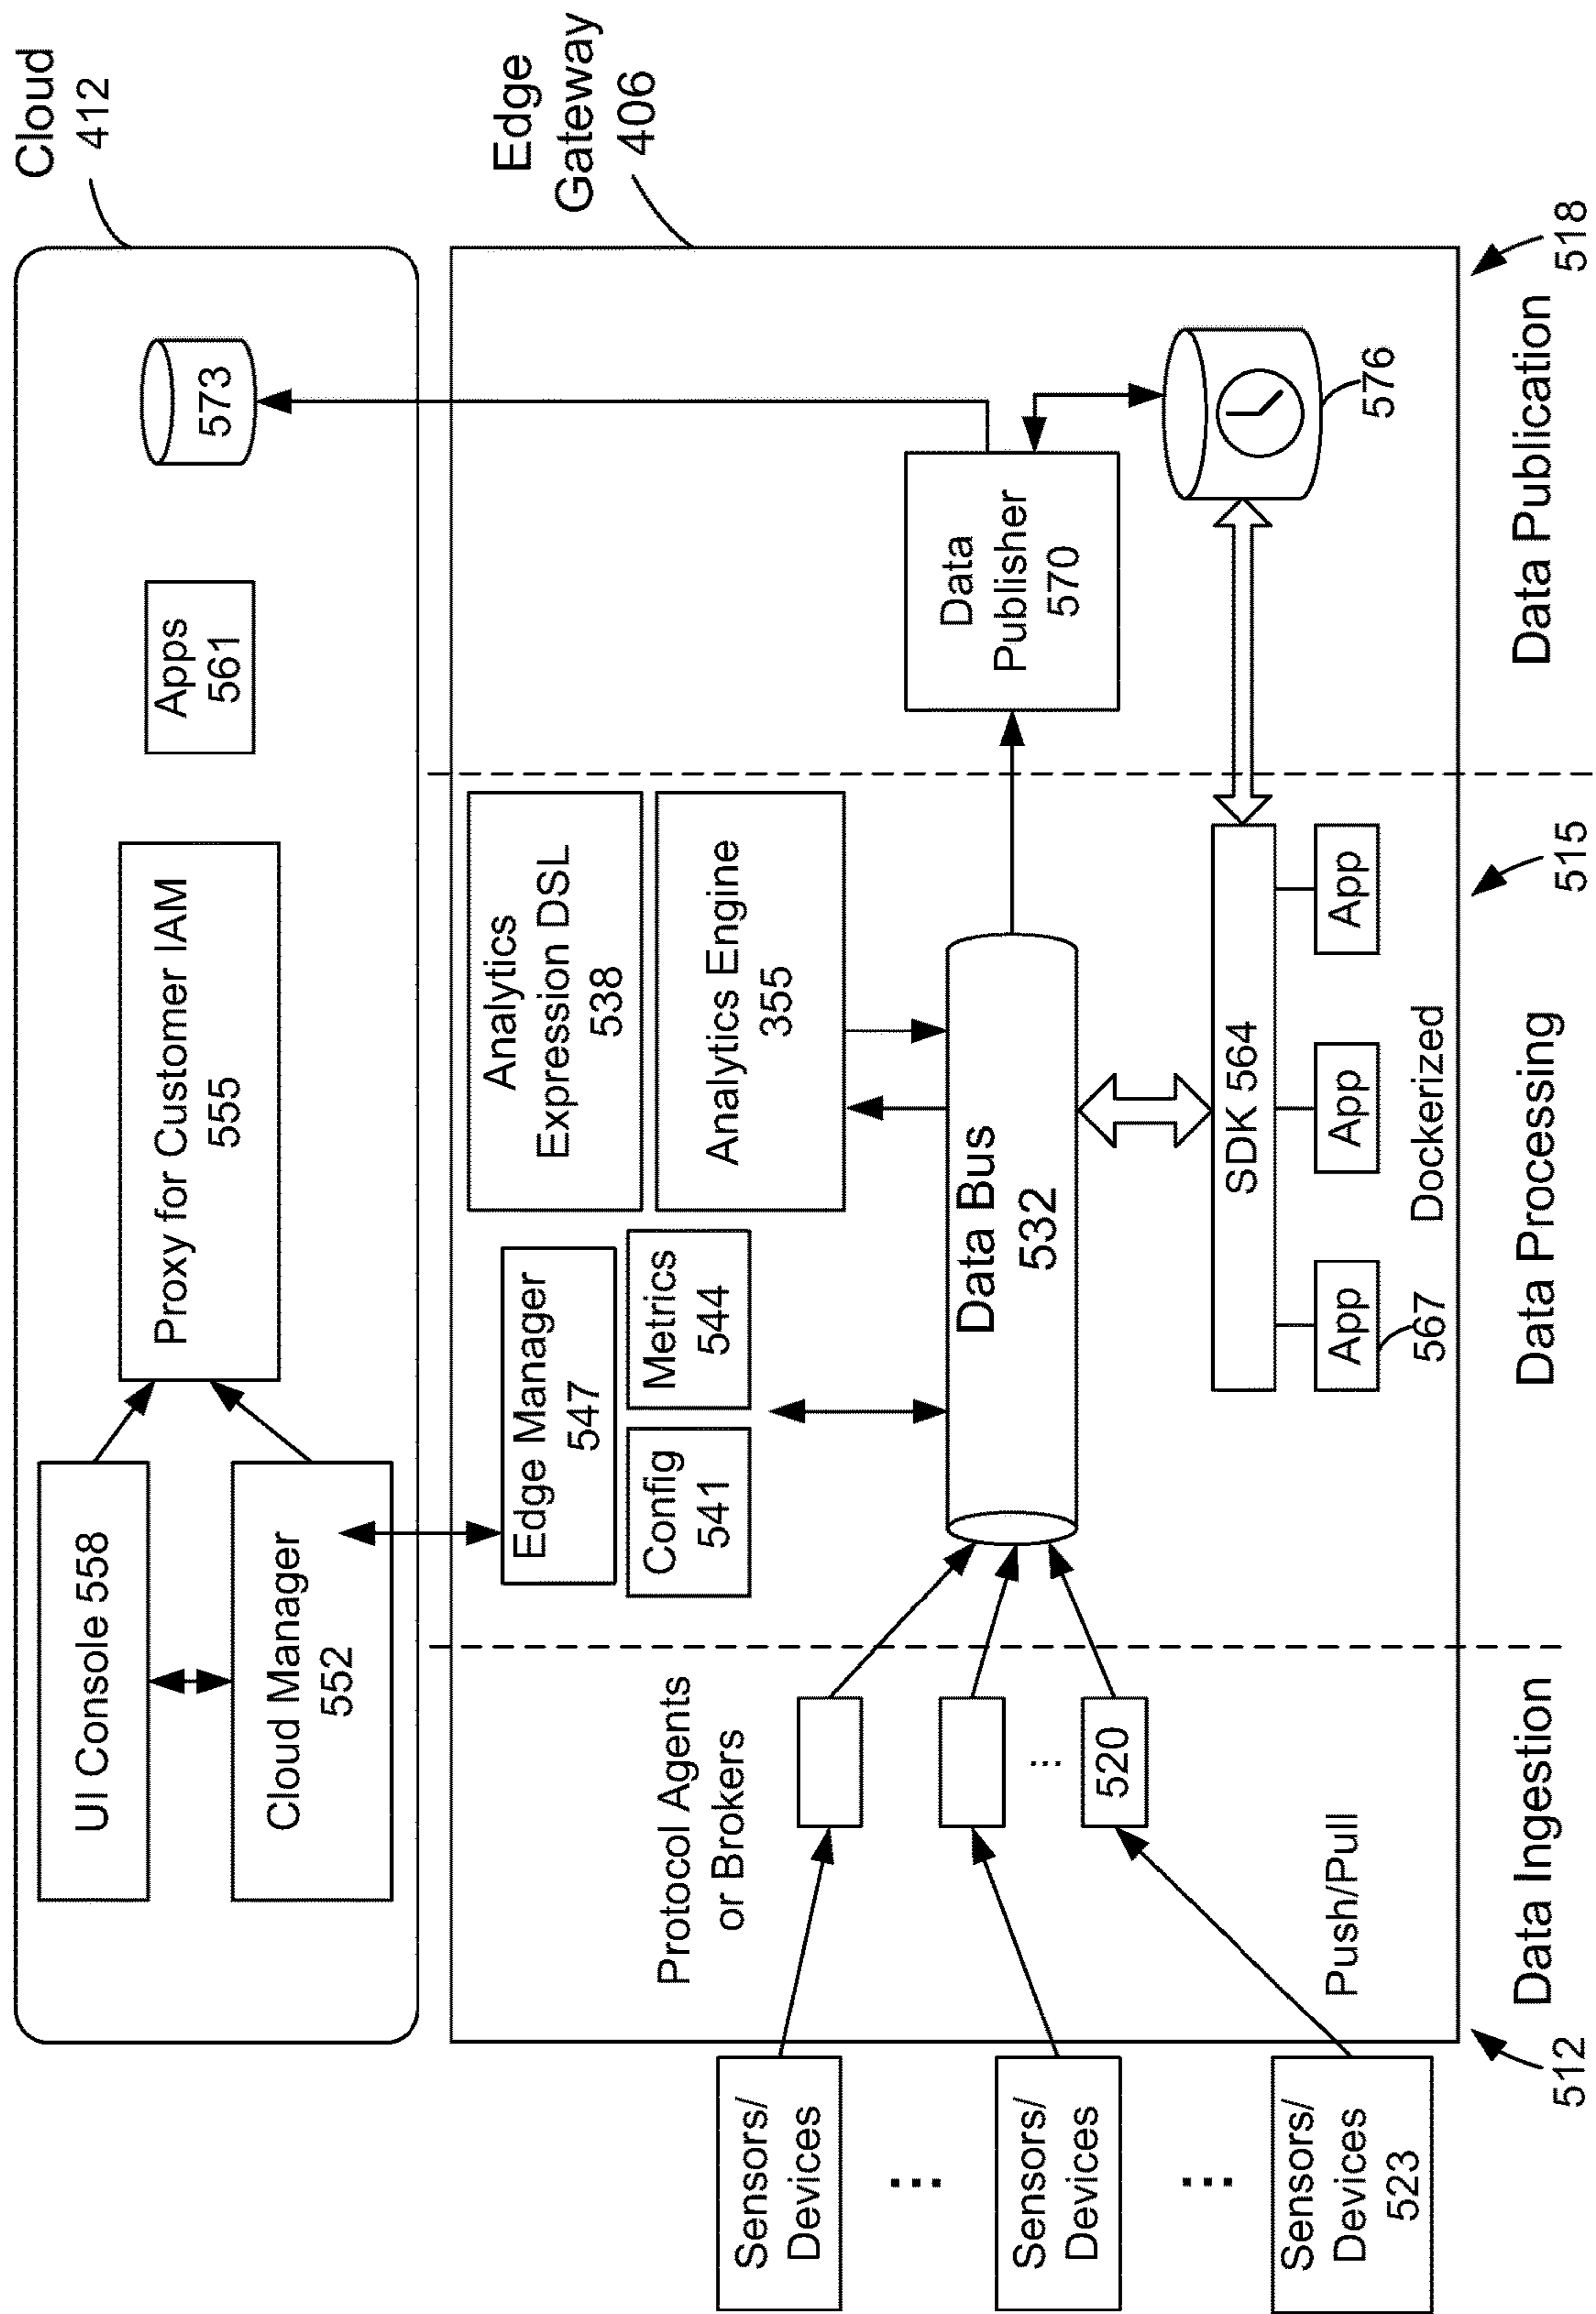 Cloud
412
UI Console 558
Cloud Manager
552
Proxy for Customer IAM
555
Apps
561
573
Edge
Gateway
406
Edge Manager
547
Config
541
Metrics
544
Analytics
Expression DSL
538
Analytics Engine
355
Protocol Agents
or Brokers
Sensors/
Devices
...
Sensors/
Devices
...
Sensors/
Devices
523
...
520
Push/Pull
Data Bus
532
Data
Publisher
570
SDK 564
App
App
App
567
Dockerized
576
Data Ingestion
512
Data Processing
515
Data Publication
518